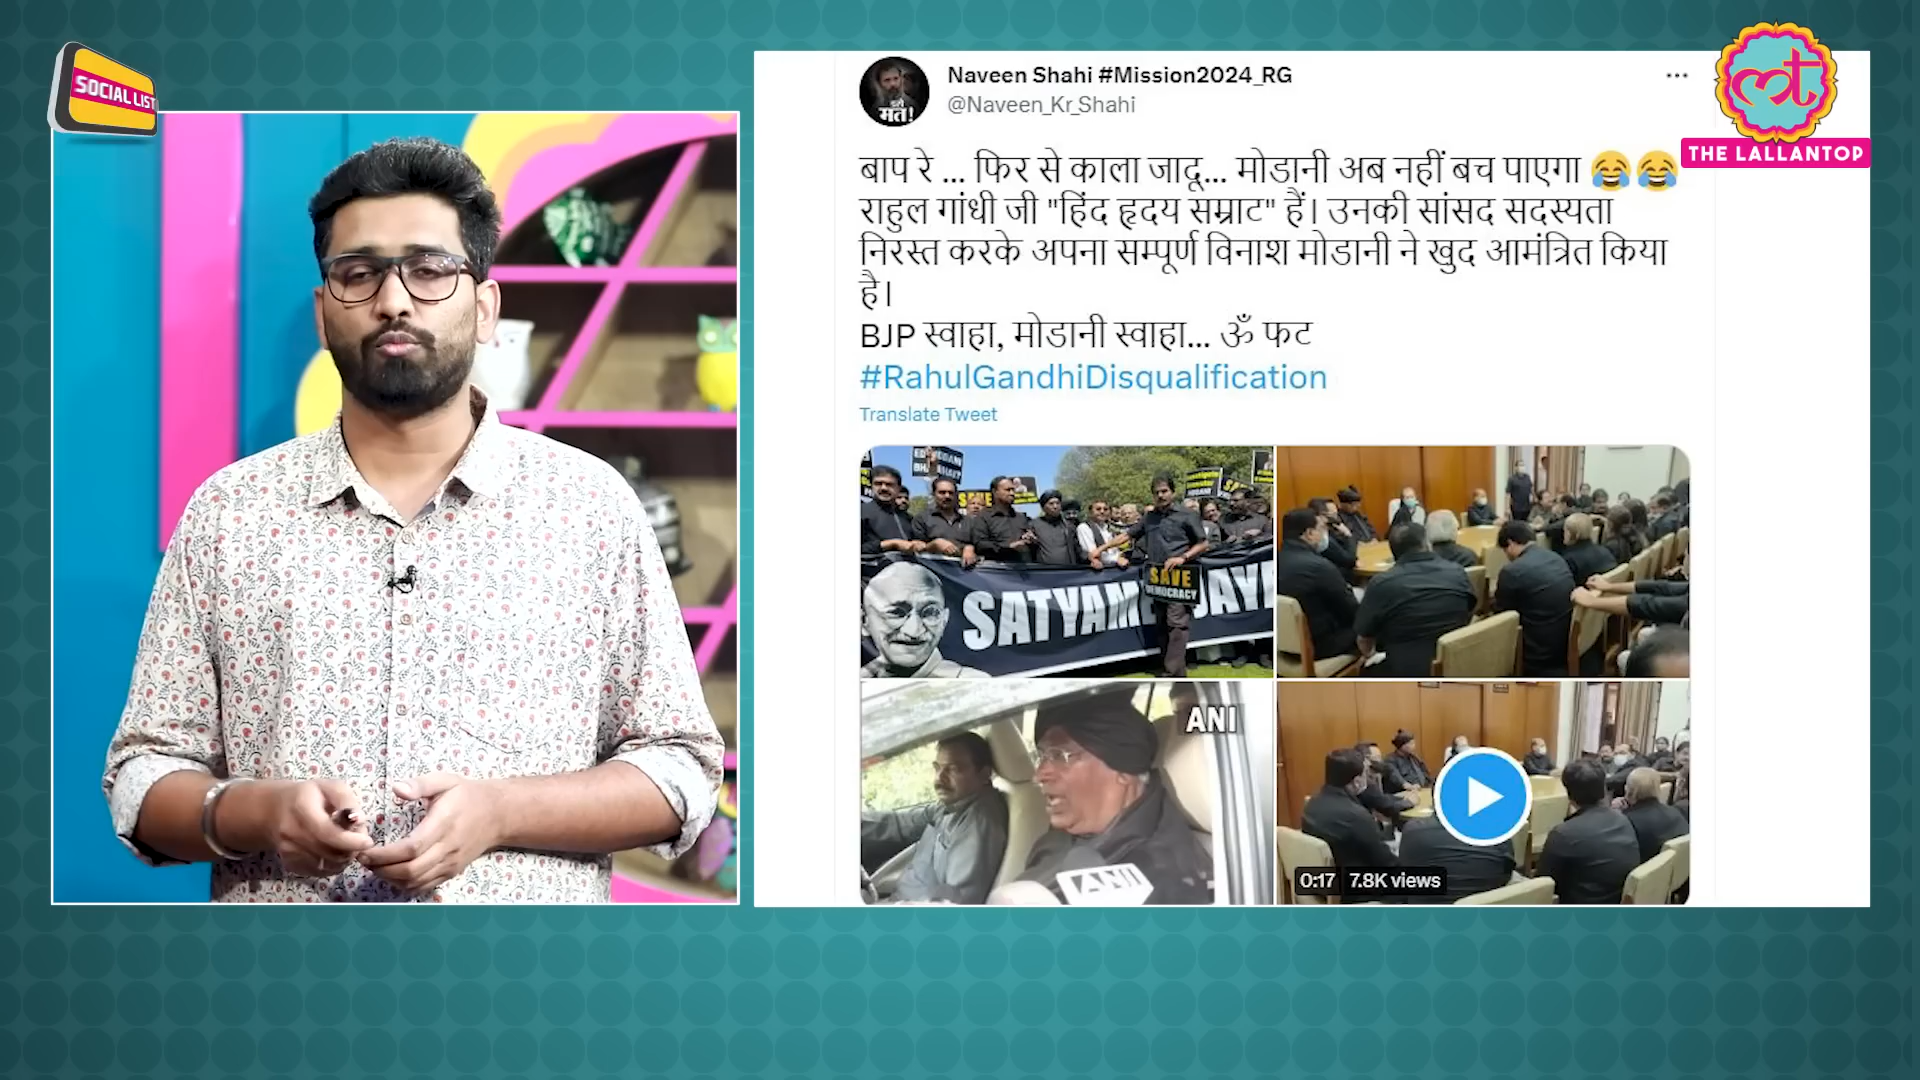 SOCIAL LIST
Naveen Shahi #Mission2024_RG
@Naveen_Kr_Shahi
मत!
THE LALLANTOP
बाप रे ... फिर से काला जादू... मोडानी अब नहीं बच पाएगा 😂😂
राहुल गांधी जी "हिंद हृदय सम्राट" हैं। उनकी सांसद सदस्यता
निरस्त करके अपना सम्पूर्ण विनाश मोडानी ने खुद आमंत्रित किया
है।
BJP स्वाहा, मोडानी स्वाहा... ॐ फट
#RahulGandhiDisqualification
Translate Tweet
SAVE
DEMOCRACY
SATYAME JAYE
ANI
ANI
0:17 7.8K views